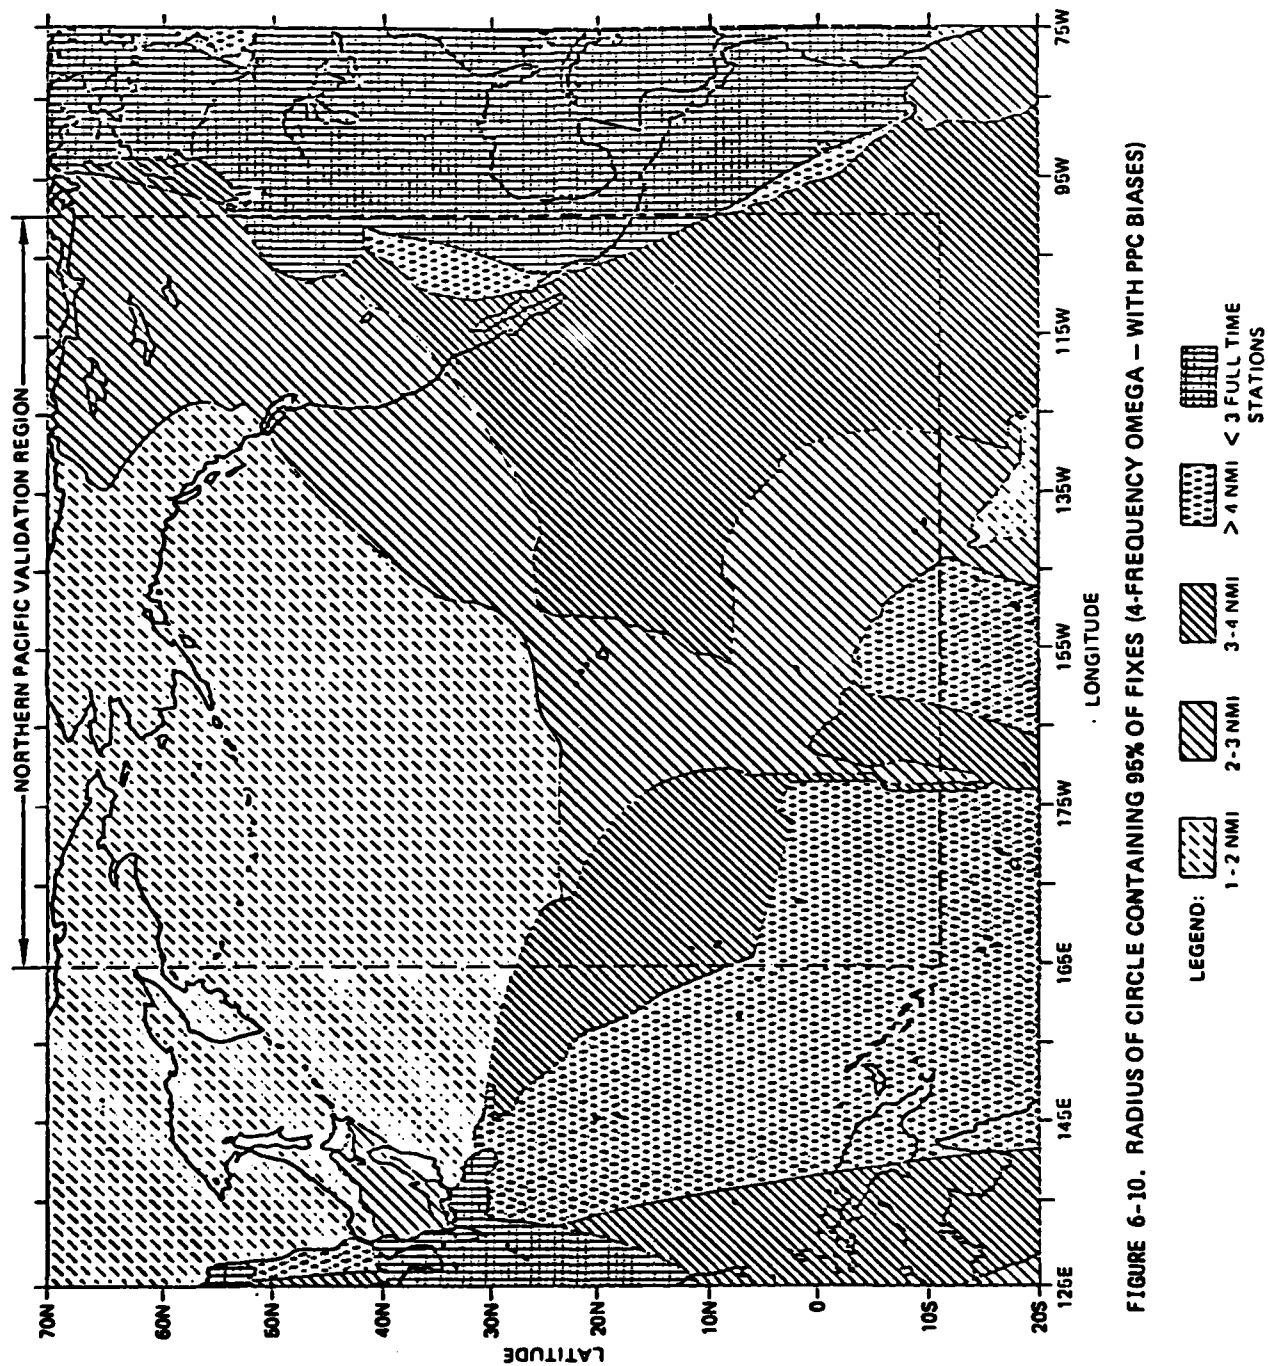 NORTHERN PACIFIC VALIDATION REGION
LATITUDE
70N
60N
50N
40N
30N
20N
10N
0
10S
20S
125E
145E
165E
175W
155W
135W
115W
95W
75W
LONGITUDE
FIGURE 6-10. RADIUS OF CIRCLE CONTAINING 95% OF FIXES (4-FREQUENCY OMEGA — WITH PPC BIASES)
LEGEND:
1-2 NMI
2-3 NMI
3-4 NMI
> 4 NMI
< 3 FULL TIME
STATIONS